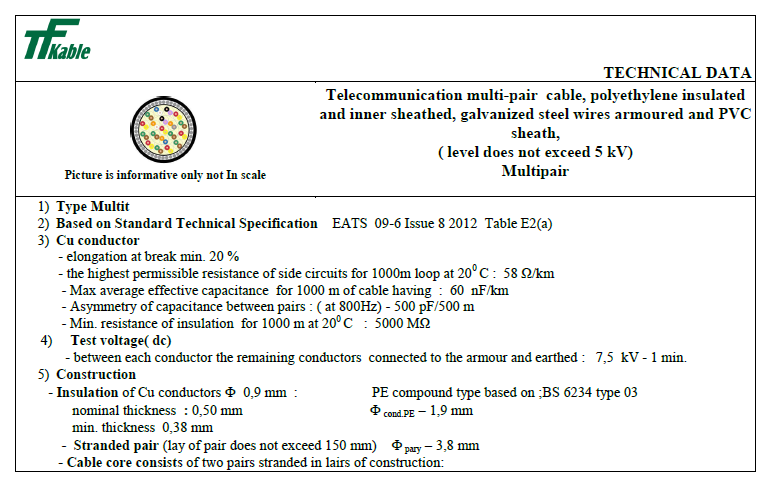 TF
Kable
TECHNICAL DATA
Telecommunication multi-pair cable, polyethylene insulated
and inner sheathed, galvanized steel wires armoured and PVC
sheath,
( level does not exceed 5 kV)
Multipair
Picture is informative only not In scale
1) Type Multit
2) Based on Standard Technical Specification EATS 09-6 Issue 8 2012 Table E2(a)
3) Cu conductor
- elongation at break min. 20 %
- the highest permissible resistance of side circuits for 1000m loop at 20⁰ C : 58 Ω/km
- Max average effective capacitance for 1000 m of cable having : 60 nF/km
- Asymmetry of capacitance between pairs : ( at 800Hz) - 500 pF/500 m
- Min. resistance of insulation for 1000 m at 20⁰ C : 5000 MΩ
4) Test voltage( dc)
- between each conductor the remaining conductors connected to the armour and earthed : 7,5 kV - 1 min.
5) Construction
- Insulation of Cu conductors Φ 0,9 mm : PE compound type based on ;BS 6234 type 03
nominal thickness : 0,50 mm Φ cond.PE – 1,9 mm
min. thickness 0,38 mm
- Stranded pair (lay of pair does not exceed 150 mm) Φ pary – 3,8 mm
- Cable core consists of two pairs stranded in lairs of construction: